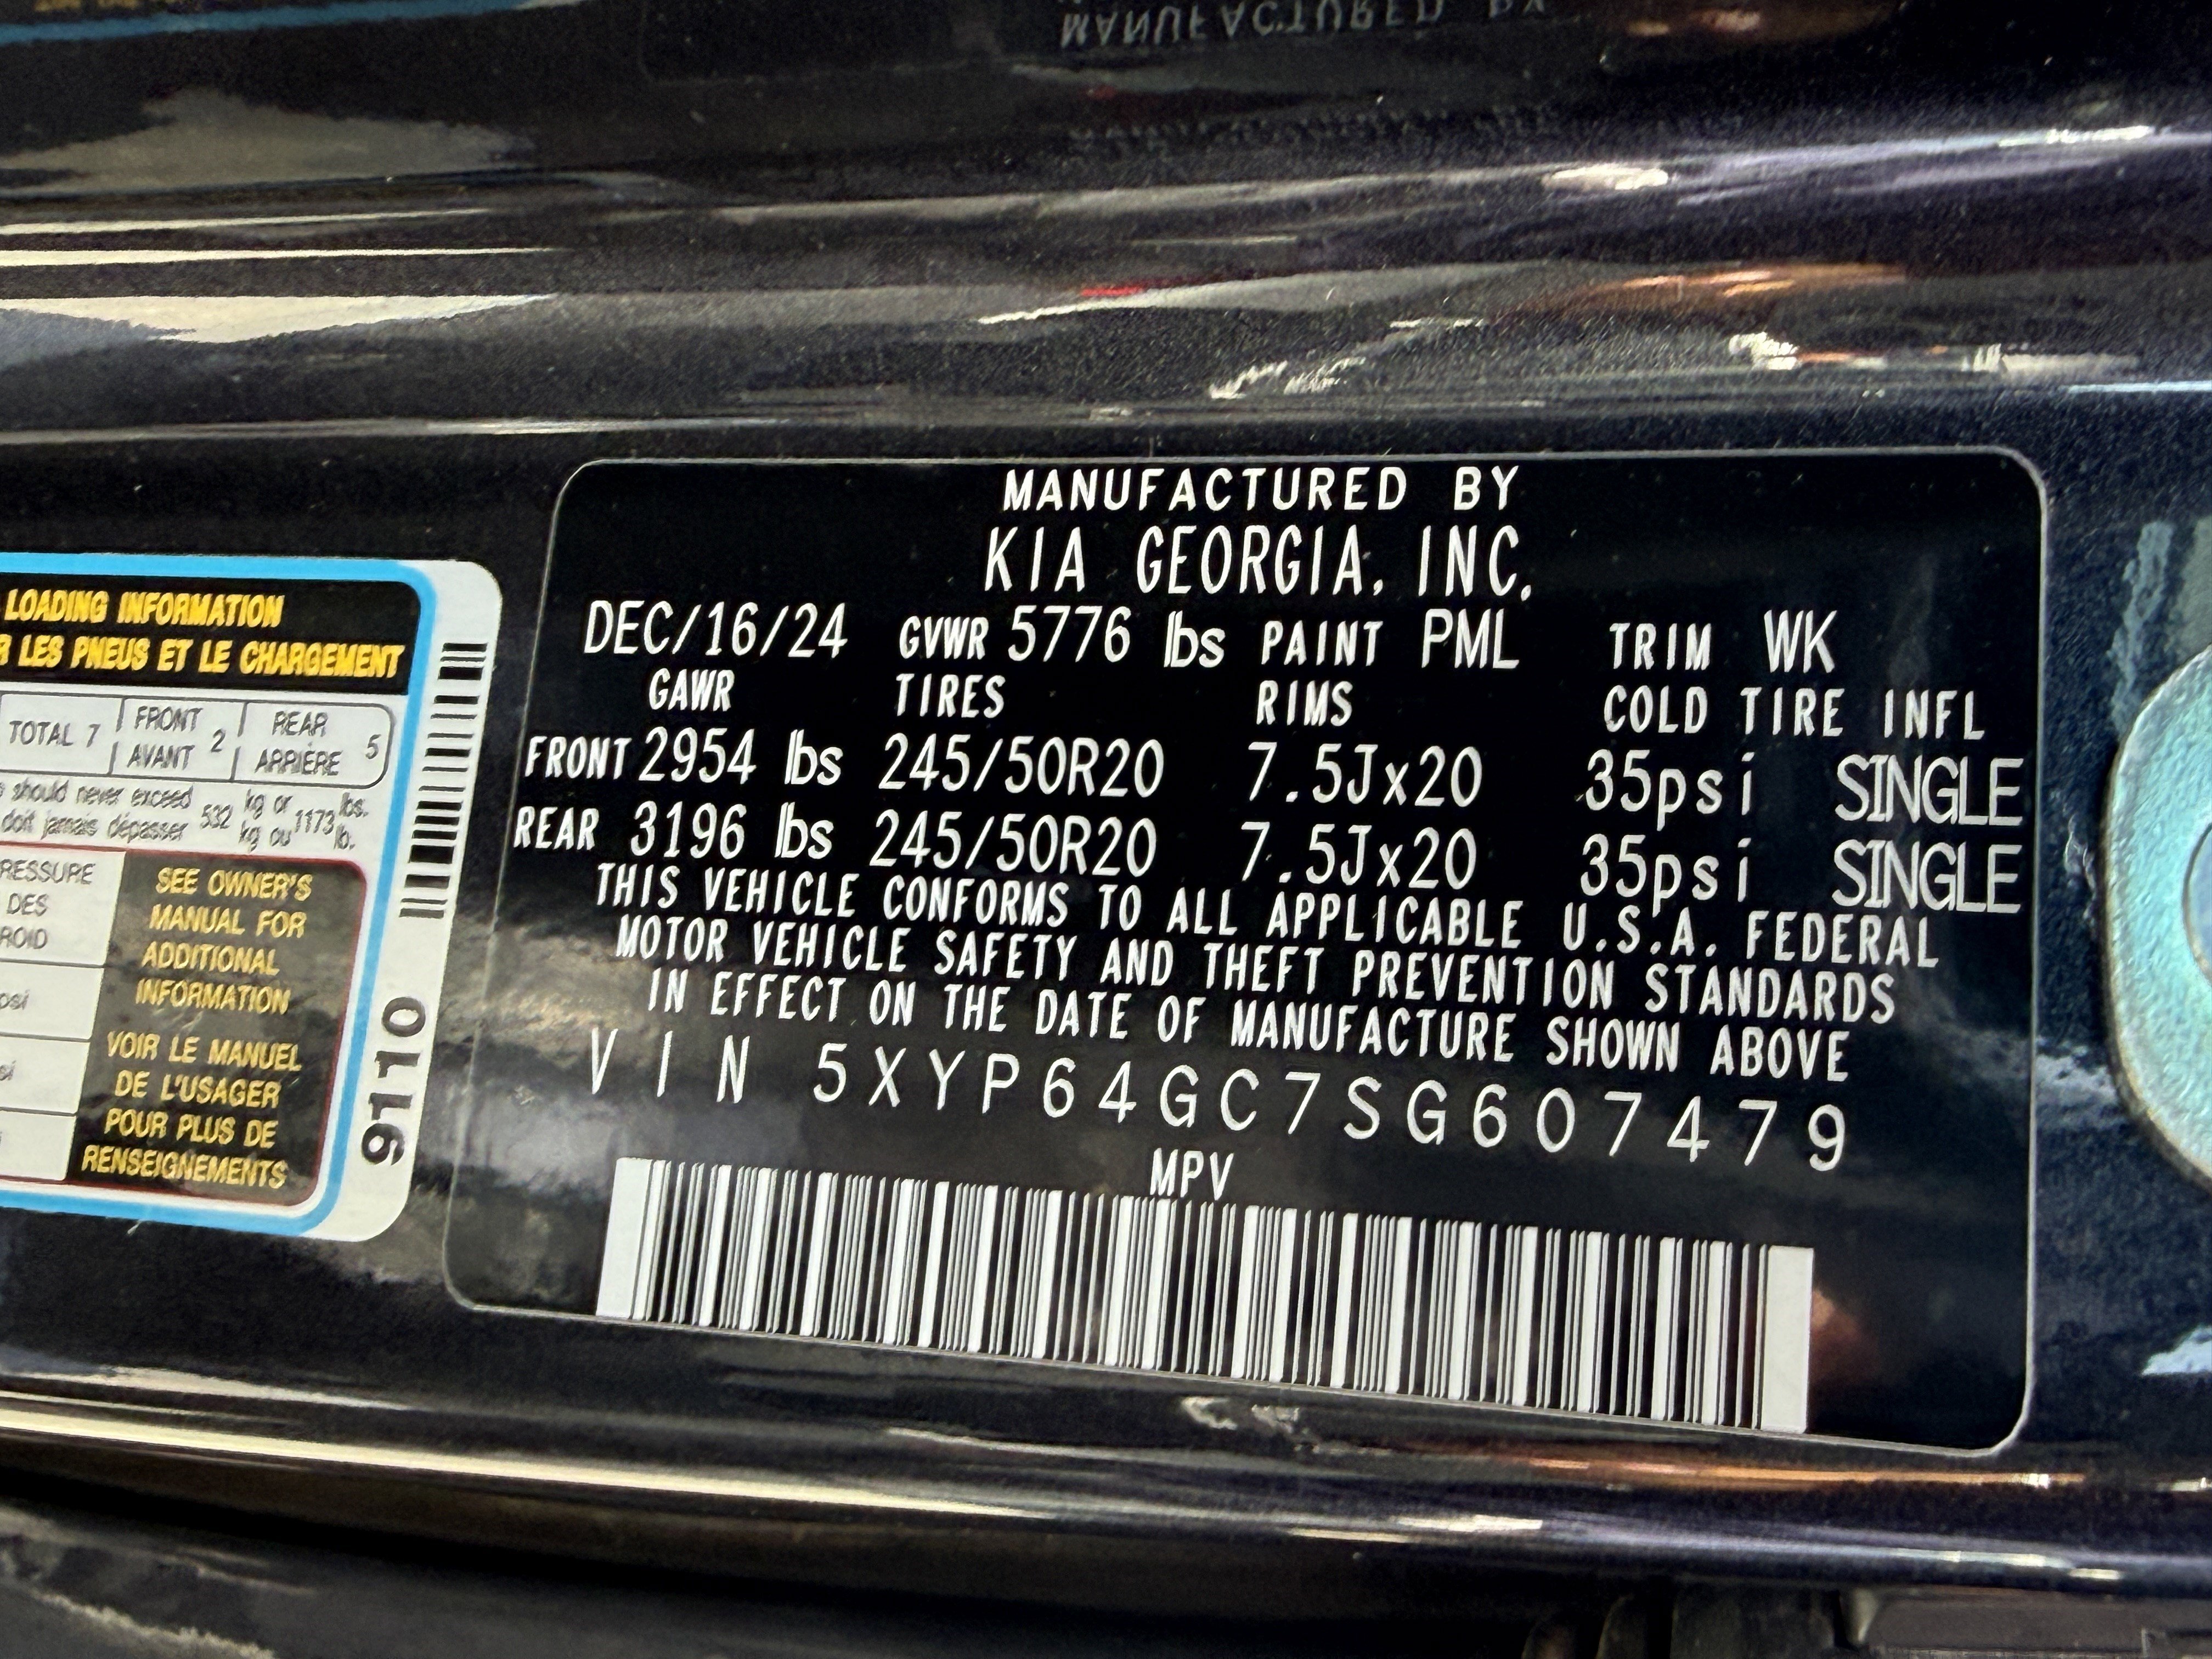 MANUFACTURED BY
MANUFACTURED BY
KIA GEORGIA, INC.
DEC/16/24 GVWR 5776 lbs PAINT PML TRIM WK
GAWR TIRES RIMS COLD TIRE INFL
FRONT 2954 lbs 245/50R20 7.5Jx20 35psi SINGLE
REAR 3196 lbs 245/50R20 7.5Jx20 35psi SINGLE
THIS VEHICLE CONFORMS TO ALL APPLICABLE U.S.A. FEDERAL
MOTOR VEHICLE SAFETY AND THEFT PREVENTION STANDARDS
IN EFFECT ON THE DATE OF MANUFACTURE SHOWN ABOVE
VIN 5XYP64GC7SG607479
MPV
LOADING INFORMATION
R LES PNEUS ET LE CHARGEMENT
TOTAL 7 FRONT AVANT 2 REAR ARRIÈRE 5
should never exceed 532 kg or 1173 lbs.
doit jamais dépasser kg ou lb.
RESSURE
DES
ROID
psi
si
SEE OWNER'S
MANUAL FOR
ADDITIONAL
INFORMATION
VOIR LE MANUEL
DE L'USAGER
POUR PLUS DE
RENSEIGNEMENTS
9110